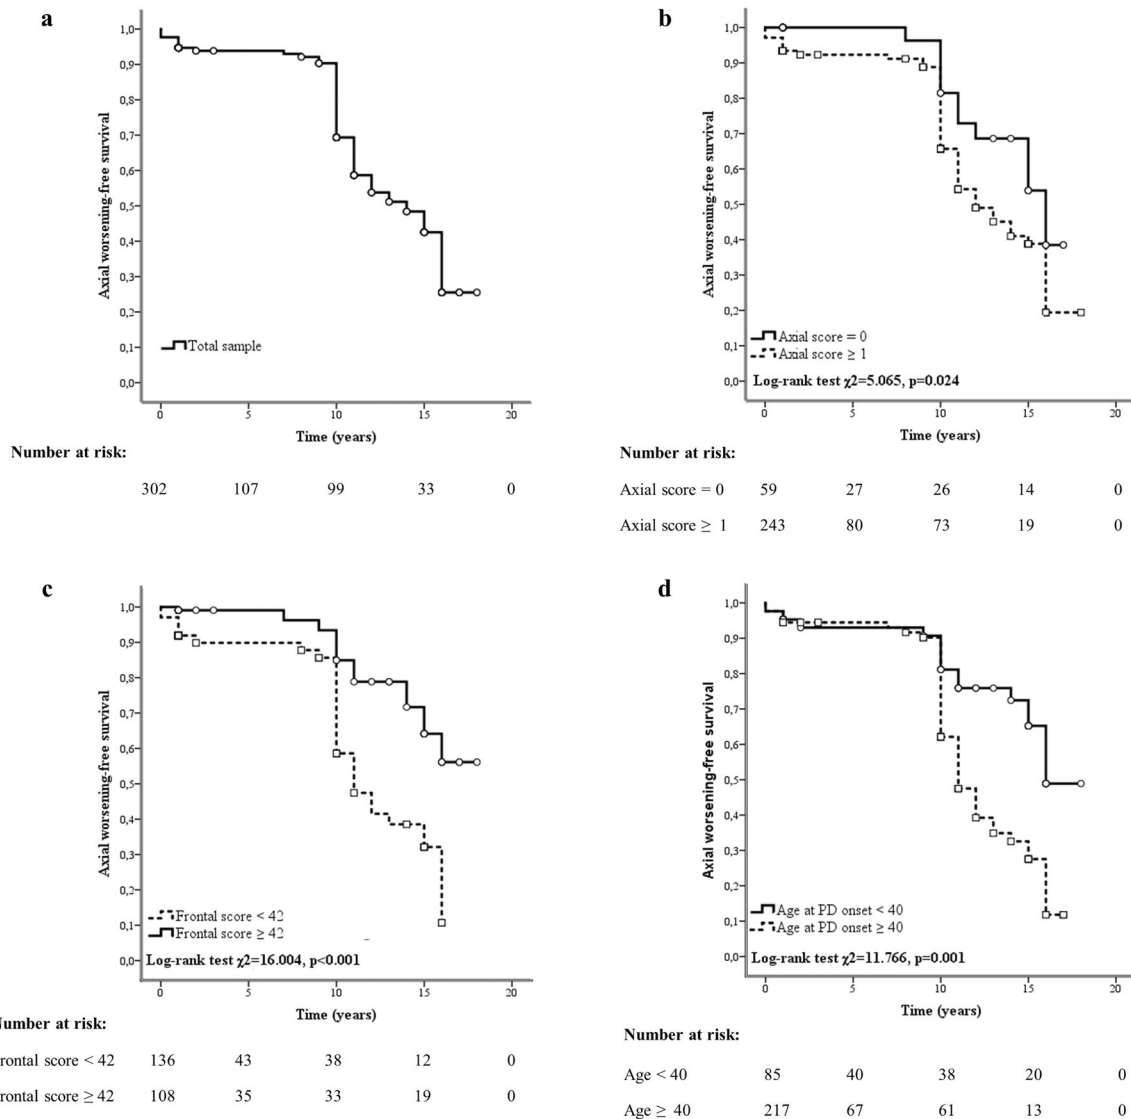 a
1,0
0,9
0,8
0,7
0,6
0,5
0,4
0,3
0,2
0,1
0,0
Axial worsening-free survival
Total sample
0 5 10 15 20
Time (years)
Number at risk:
302 107 99 33 0
b
1,0
0,9
0,8
0,7
0,6
0,5
0,4
0,3
0,2
0,1
0,0
Axial worsening-free survival
Axial score = 0
Axial score ≥ 1
Log-rank test χ2=5.065, p=0.024
0 5 10 15 20
Time (years)
Number at risk:
Axial score = 0 59 27 26 14 0
Axial score ≥ 1 243 80 73 19 0
c
1,0
0,9
0,8
0,7
0,6
0,5
0,4
0,3
0,2
0,1
0,0
Axial worsening-free survival
Frontal score < 42
Frontal score ≥ 42
Log-rank test χ2=16.004, p<0.001
0 5 10 15 20
Time (years)
Number at risk:
rontal score < 42 136 43 38 12 0
rontal score ≥ 42 108 35 33 19 0
d
1,0
0,9
0,8
0,7
0,6
0,5
0,4
0,3
0,2
0,1
0,0
Axial worsening-free survival
Age at PD onset < 40
Age at PD onset ≥ 40
Log-rank test χ2=11.766, p=0.001
0 5 10 15 20
Time (years)
Number at risk:
Age < 40 85 40 38 20 0
Age ≥ 40 217 67 61 13 0